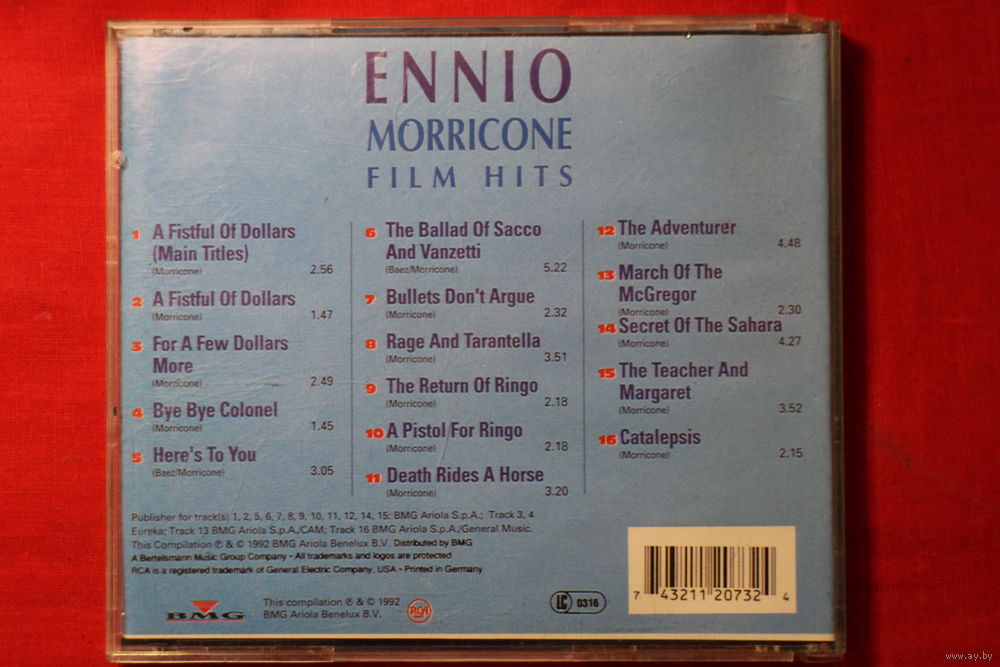 ENNIO
MORRICONE
FILM HITS
1 A Fistful Of Dollars
(Main Titles)
(Morricone) 2.56
2 A Fistful Of Dollars
(Morricone) 1.47
3 For A Few Dollars
More
(Morricone) 2.49
4 Bye Bye Colonel
(Morricone) 1.45
5 Here's To You
(Baez/Morricone) 3.05
6 The Ballad Of Sacco
And Vanzetti
(Baez/Morricone) 5.22
7 Bullets Don't Argue
(Morricone) 2.32
8 Rage And Tarantella
(Morricone) 3.51
9 The Return Of Ringo
(Morricone) 2.18
10 A Pistol For Ringo
(Morricone) 2.18
11 Death Rides A Horse
(Morricone) 3.20
12 The Adventurer
(Morricone) 4.48
13 March Of The
McGregor
(Morricone) 2.30
14 Secret Of The Sahara
(Morricone) 4.27
15 The Teacher And
Margaret
(Morricone) 3.52
16 Catalepsis
(Morricone) 2.15
Publisher for track(s) 1, 2, 5, 6, 7, 8, 9, 10, 11, 12, 14, 15: BMG Ariola S.p.A.; Track 3, 4
Eureka; Track 13 BMG Ariola S.p.A./CAM; Track 16 BMG Ariola S.p.A./General Music.
This Compilation ℗ & © 1992 BMG Ariola Benelux B.V. Distributed by BMG
A Bertelsmann Music Group Company - All trademarks and logos are protected
RCA is a registered trademark of General Electric Company, USA - Printed in Germany
BMG
This compilation ℗ & © 1992
BMG Ariola Benelux B.V.
RCA
LC 0316
7 43211 20732 4
www.ay.by